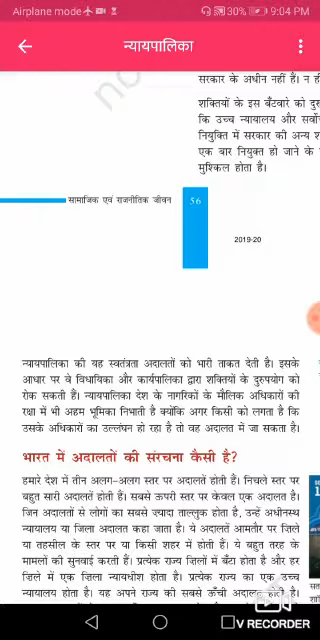 Airplane mode 30% 9:04 PM
न्यायपालिका
सरकार के अधीन नहीं हैं। न ही
शक्तियों के इस बँटवारे को दुरु
कि उच्च न्यायालय और सर्वोच
नियुक्ति में सरकार की अन्य श
एक बार नियुक्त हो जाने के
मुश्किल होता है।
सामाजिक एवं राजनीतिक जीवन 56
2019-20
न्यायपालिका की यह स्वतंत्रता अदालतों को भारी ताकत देती है। इसके
आधार पर वे विधायिका और कार्यपालिका द्वारा शक्तियों के दुरुपयोग को
रोक सकती हैं। न्यायपालिका देश के नागरिकों के मौलिक अधिकारों की
रक्षा में भी अहम भूमिका निभाती है क्योंकि अगर किसी को लगता है कि
उसके अधिकारों का उल्लंघन हो रहा है तो वह अदालत में जा सकता है।
भारत में अदालतों की संरचना कैसी है?
हमारे देश में तीन अलग-अलग स्तर पर अदालतें होती हैं। निचले स्तर पर
बहुत सारी अदालतें होती हैं। सबसे ऊपरी स्तर पर केवल एक अदालत है।
जिन अदालतों से लोगों का सबसे ज़्यादा ताल्लुक होता है, उन्हें अधीनस्थ
न्यायालय या जिला अदालत कहा जाता है। ये अदालतें आमतौर पर जिले
या तहसील के स्तर पर या किसी शहर में होती हैं। ये बहुत तरह के
मामलों की सुनवाई करती हैं। प्रत्येक राज्य जिलों में बँटा होता है और हर
जिले में एक जिला न्यायधीश होता है। प्रत्येक राज्य का एक उच्च
न्यायालय होता है। यह अपने राज्य की सबसे ऊँची अदालत होती है।
V RECORDER